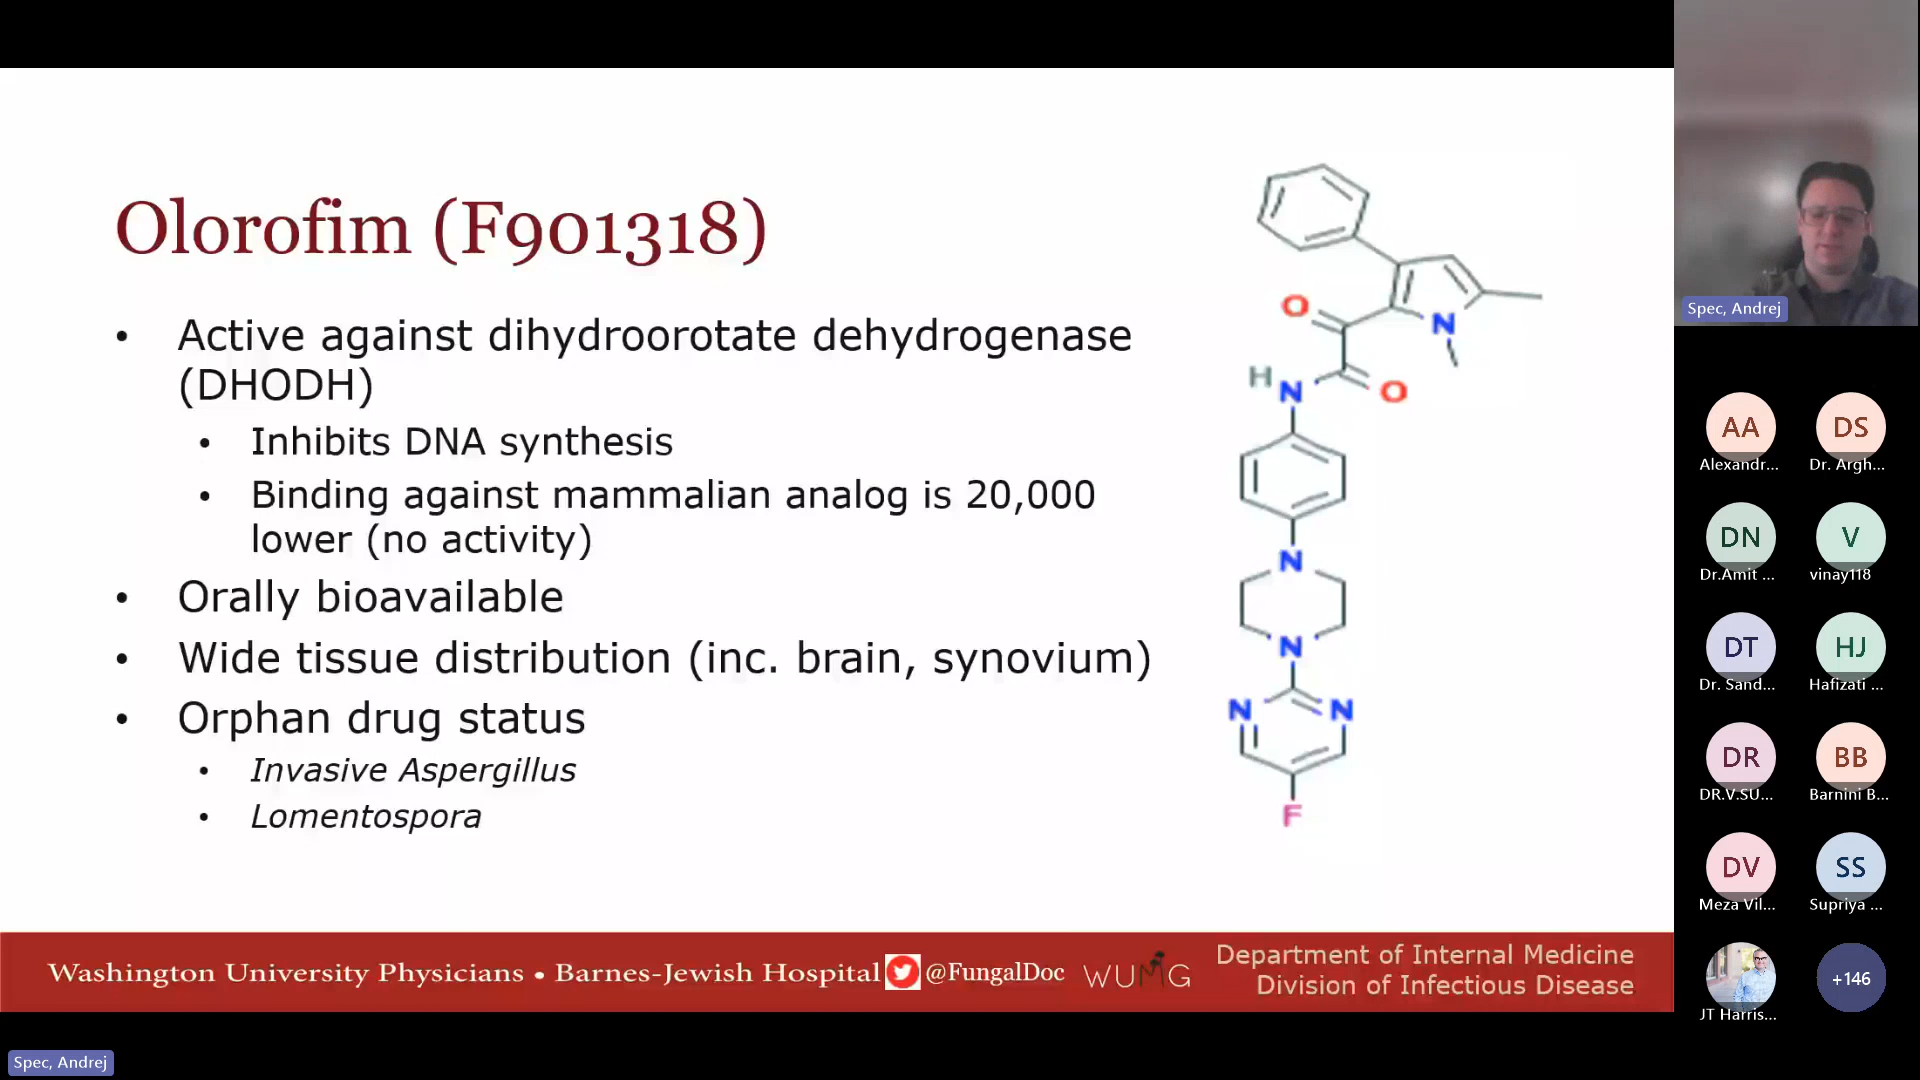 Olorofim (F901318)
• Active against dihydroorotate dehydrogenase
(DHODH)
• Inhibits DNA synthesis
• Binding against mammalian analog is 20,000
lower (no activity)
• Orally bioavailable
• Wide tissue distribution (inc. brain, synovium)
• Orphan drug status
• Invasive Aspergillus
• Lomentospora
O
N
H
N
O
N
N
N
N
F
Washington University Physicians • Barnes-Jewish Hospital
@FungalDoc
WUMG
Department of Internal Medicine
Division of Infectious Disease
Spec, Andrej
AA
DS
Alexandr...
Dr. Argh...
DN
V
Dr.Amit ...
vinay118
DT
HJ
Dr. Sand...
Hafizati ...
DR
BB
DR.V.SU...
Barnini B...
DV
SS
Meza Vil...
Supriya ...
+146
JT Harris...
Spec, Andrej